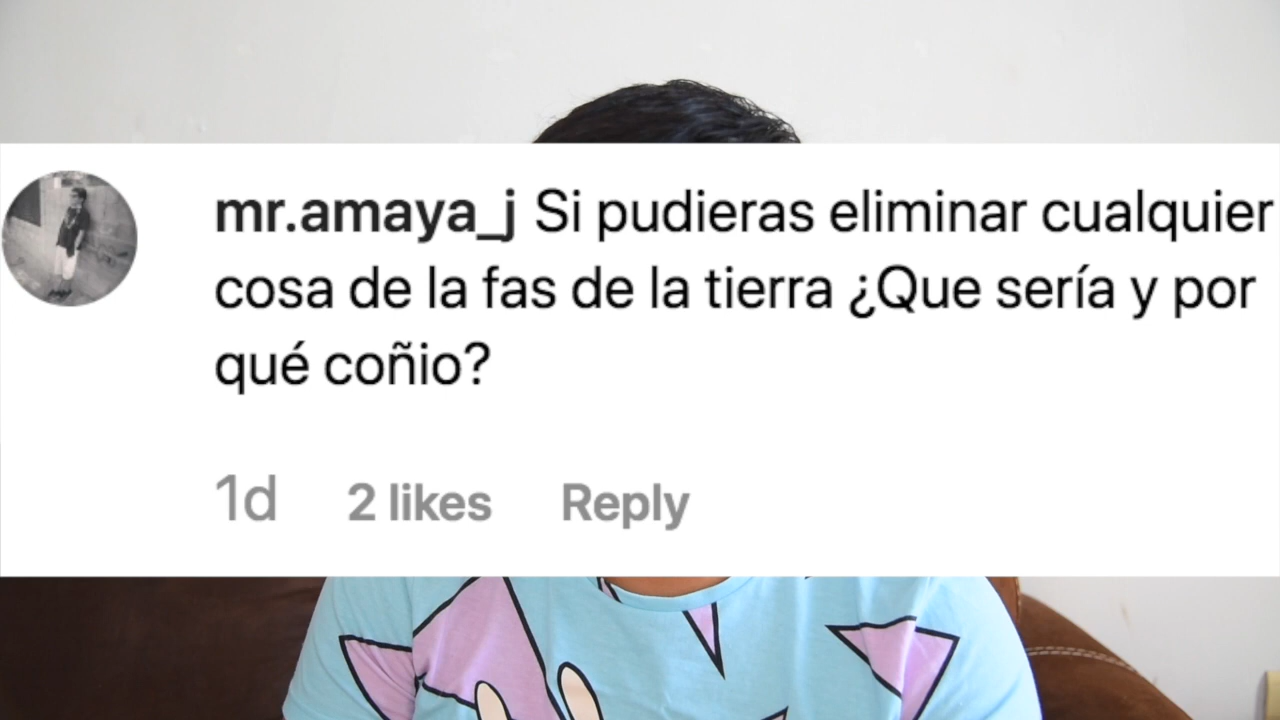 mr.amaya_j Si pudieras eliminar cualquier
cosa de la fas de la tierra ¿Que sería y por
qué coñio?
1d 2 likes Reply